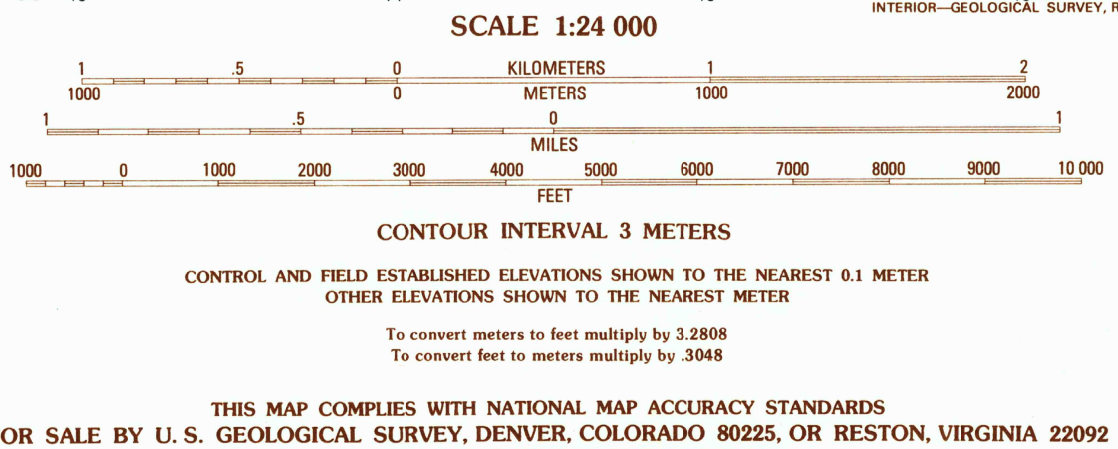 INTERIOR—GEOLOGICAL SURVEY, R
SCALE 1:24 000
1 .5 0 KILOMETERS 1 2
1000 0 METERS 1000 2000
1 .5 0 1
MILES
1000 0 1000 2000 3000 4000 5000 6000 7000 8000 9000 10 000
FEET
CONTOUR INTERVAL 3 METERS
CONTROL AND FIELD ESTABLISHED ELEVATIONS SHOWN TO THE NEAREST 0.1 METER
OTHER ELEVATIONS SHOWN TO THE NEAREST METER
To convert meters to feet multiply by 3.2808
To convert feet to meters multiply by .3048
THIS MAP COMPLIES WITH NATIONAL MAP ACCURACY STANDARDS
OR SALE BY U. S. GEOLOGICAL SURVEY, DENVER, COLORADO 80225, OR RESTON, VIRGINIA 22092